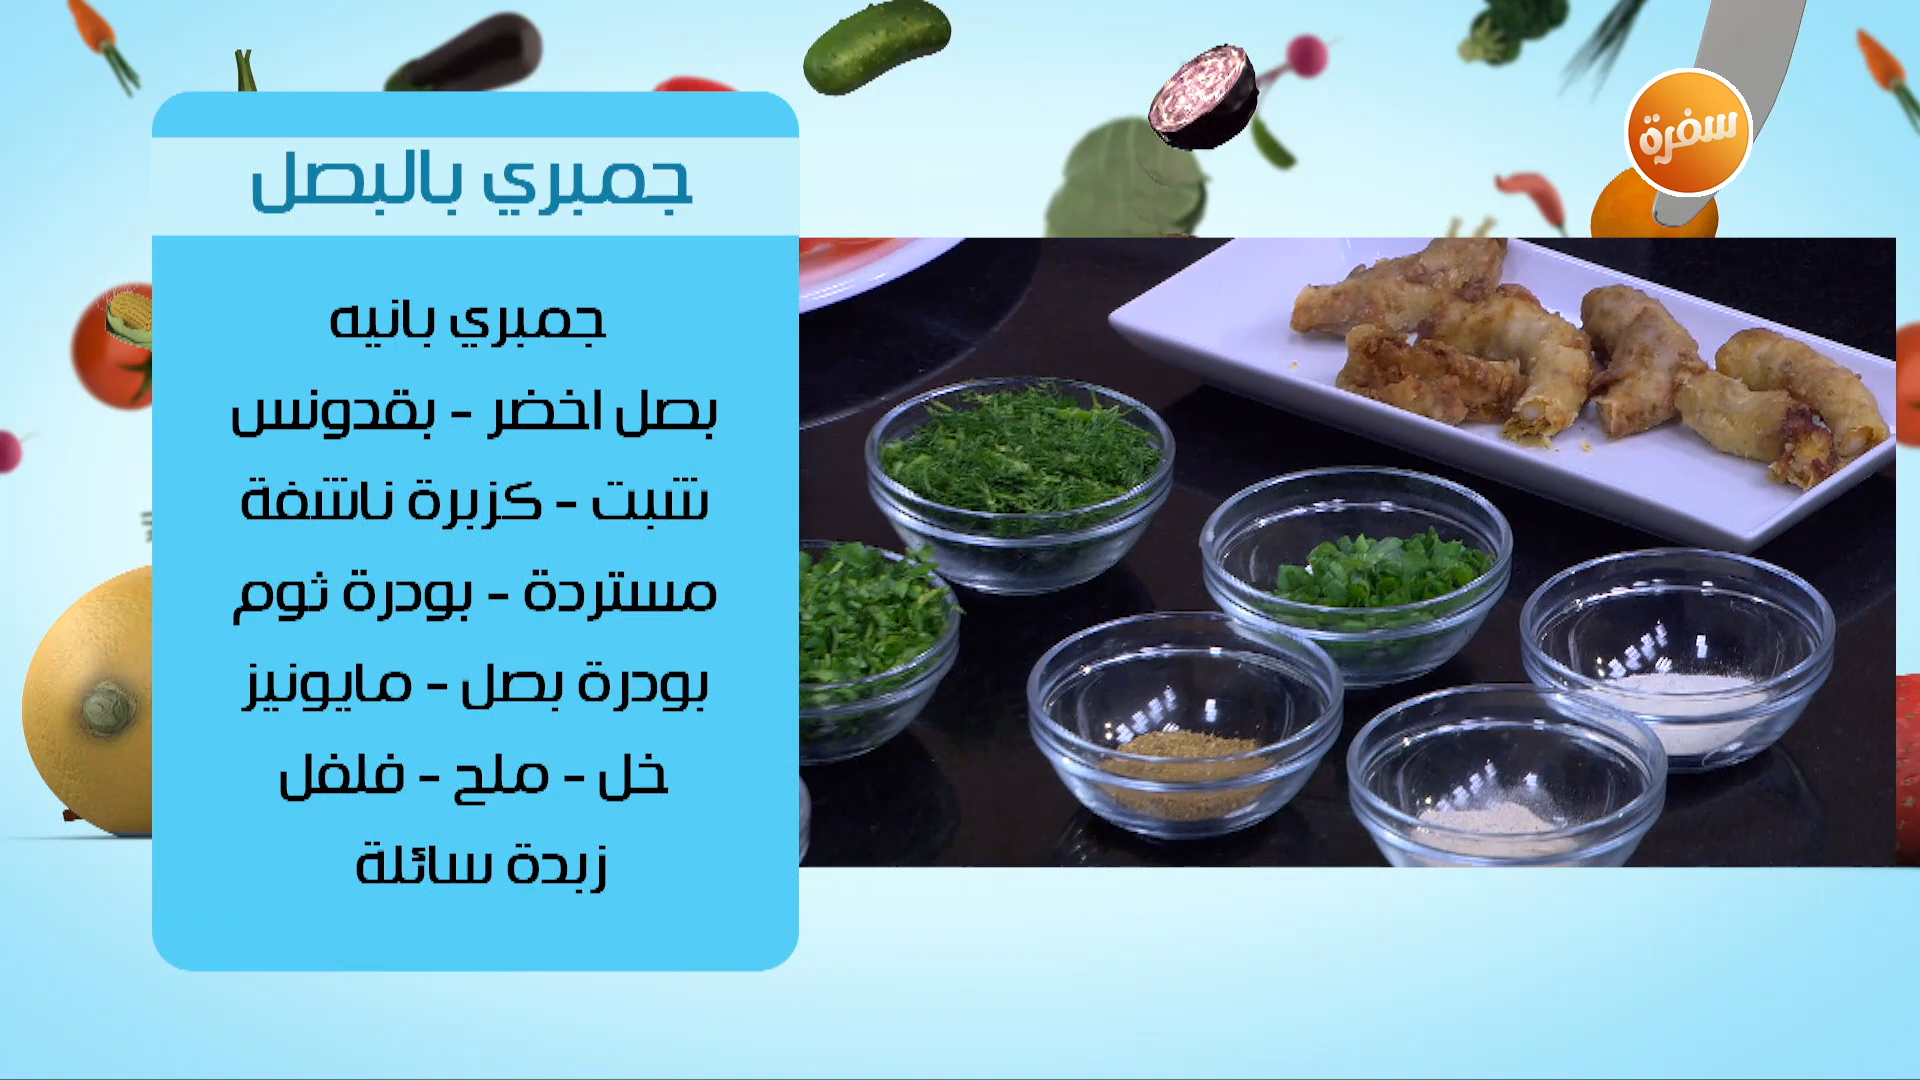 سفرة
جمبري بالبصل
جمبري بانيه
بصل اخضر - بقدونس
شبت - كزبرة ناشفة
مستردة - بودرة ثوم
بودرة بصل - مايونيز
خل - ملح - فلفل
زبدة سائلة